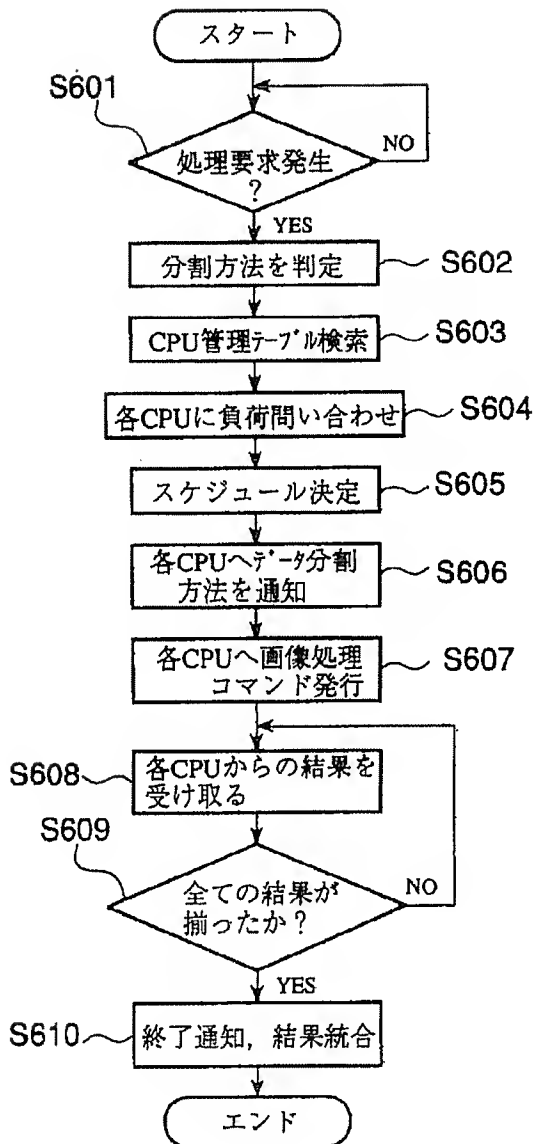 スタート
S601
処理要求発生
?
NO
YES
分割方法を判定
S602
CPU管理テーブル検索
S603
各CPUに負荷問い合わせ
S604
スケジュール決定
S605
各CPUへデータ分割
方法を通知
S606
各CPUへ画像処理
コマンド発行
S607
S608
各CPUからの結果を
受け取る
S609
全ての結果が
揃ったか?
NO
YES
S610
終了通知,結果統合
エンド